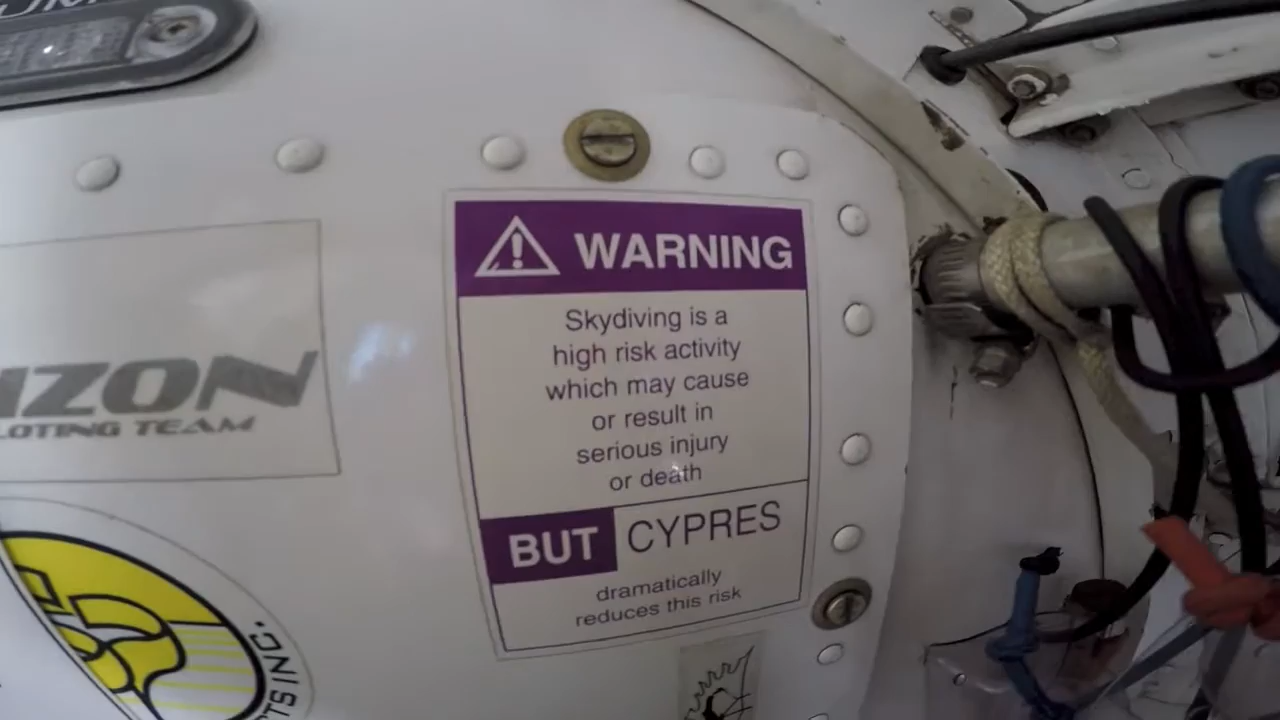 WARNING
Skydiving is a
high risk activity
which may cause
or result in
serious injury
or death
BUT CYPRES
dramatically
reduces this risk
IZON
LOTING TEAM
TS INC.